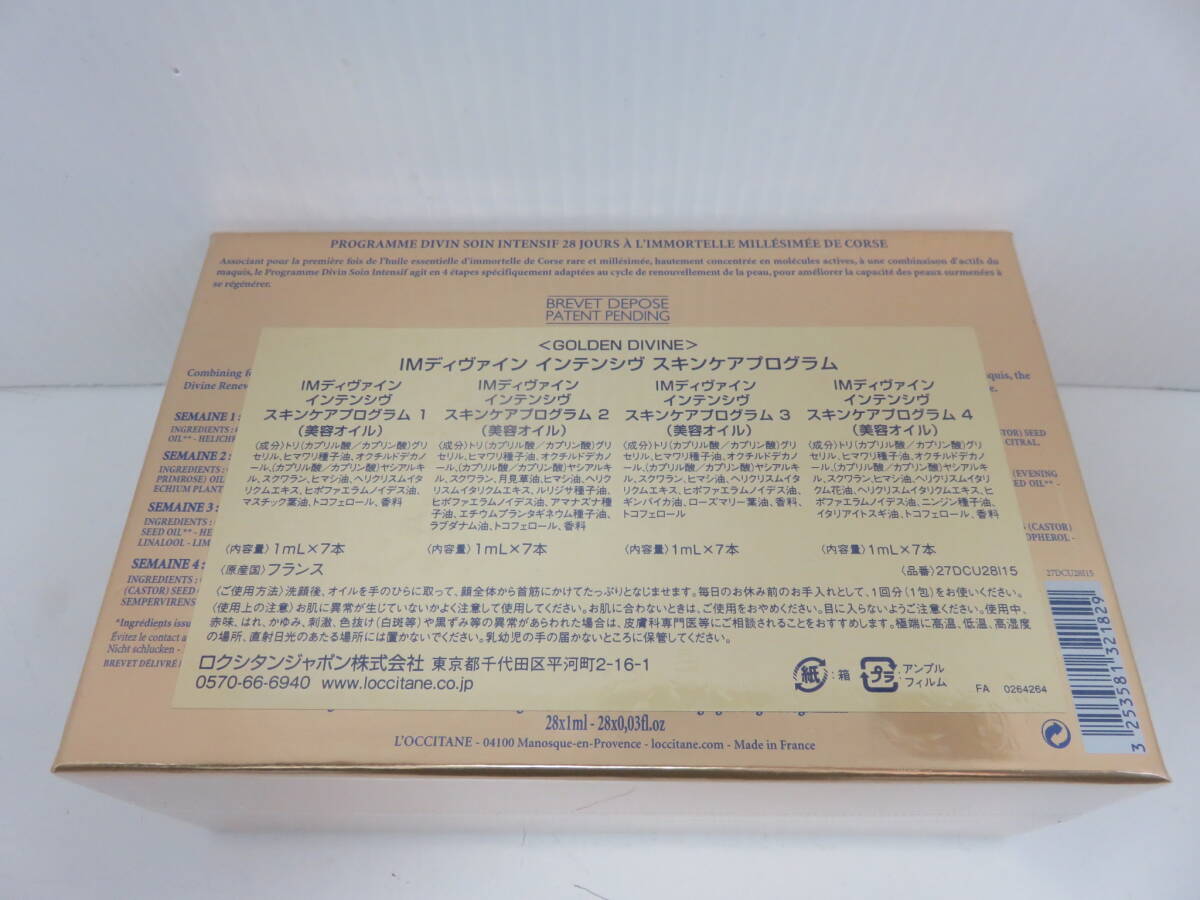 PROGRAMME DIVIN SOIN INTENSIF 28 JOURS À L'IMMORTELLE MILLÉSIMÉE DE CORSE
Associant pour la première fois de l'huile essentielle d'immortelle de Corse rare et millésimée, hautement concentrée en molécules actives, à une combinaison d'actifs du
maquis, le Programme Divin Soin Intensif agit en 4 étapes spécifiquement adaptées au cycle de renouvellement de la peau, pour améliorer la capacité des peaux surmenées à
se régénérer.
BREVET DEPOSE
PATENT PENDING
Combining
quis, the
Divine Renew
SEMAINE 1 :
INGREDIENTS :
OIL** - HELICHR
(CASTOR) SEED
CITRAL.
SEMAINE 2 :
INGREDIENTS :
PRIMROSE) OIL
ECHIUM PLANT
(EVENING
ED OIL** -
SEMAINE 3 :
INGREDIENTS :
SEED OIL** - HE
LINALOOL - LIM
(CASTOR)
OPHEROL -
SEMAINE 4 :
INGREDIENTS :
(CASTOR) SEED
SEMPERVIRENS
*Ingrédients issu
Évitez le contact a
Nicht schlucken -
BREVET DÉLIVRÉ
27DCU28I15
<GOLDEN DIVINE>
IMディヴァイン インテンシヴ スキンケアプログラム
IMディヴァイン
インテンシヴ
スキンケアプログラム 1
(美容オイル)
〈成分〉トリ(カプリル酸/カプリン酸)グリ
セリル、ヒマワリ種子油、オクチルドデカノ
ール、(カプリル酸/カプリン酸)ヤシアルキ
ル、スクワラン、ヒマシ油、ヘリクリスムイタ
リクムエキス、ヒポファエラムノイデス油、
マスチック葉油、トコフェロール、香料
〈内容量〉1mL×7本
IMディヴァイン
インテンシヴ
スキンケアプログラム 2
(美容オイル)
〈成分〉トリ(カプリル酸/カプリン酸)グリ
セリル、ヒマワリ種子油、オクチルドデカノ
ール、(カプリル酸/カプリン酸)ヤシアルキ
ル、スクワラン、月見草油、ヒマシ油、ヘリク
リスムイタリクムエキス、ルリジサ種子油、
ヒポファエラムノイデス油、アマナズナ種
子油、エチウムプランタギネウム種子油、
ラブダナム油、トコフェロール、香料
〈内容量〉1mL×7本
IMディヴァイン
インテンシヴ
スキンケアプログラム 3
(美容オイル)
〈成分〉トリ(カプリル酸/カプリン酸)グリ
セリル、ヒマワリ種子油、オクチルドデカノ
ール、(カプリル酸/カプリン酸)ヤシアルキ
ル、スクワラン、ヒマシ油、ヘリクリスムイタ
リクムエキス、ヒポファエラムノイデス油、
ギンバイカ油、ローズマリー葉油、香料、
トコフェロール
〈内容量〉1mL×7本
IMディヴァイン
インテンシヴ
スキンケアプログラム 4
(美容オイル)
〈成分〉トリ(カプリル酸/カプリン酸)グリ
セリル、ヒマワリ種子油、オクチルドデカノ
ール、(カプリル酸/カプリン酸)ヤシアルキ
ル、スクワラン、ヒマシ油、ヘリクリスムイタリ
クム花油、ヘリクリスムイタリクムエキス、ヒ
ポファエラムノイデス油、ニンジン種子油、
イタリアイトスギ油、トコフェロール、香料
〈内容量〉1mL×7本
〈原産国〉フランス
〈品番〉27DCU28I15
〈ご使用方法〉洗顔後、オイルを手のひらに取って、顔全体から首筋にかけてたっぷりとなじませます。毎日のお休み前のお手入れとして、1回分(1包)をお使いください。
〈使用上の注意〉お肌に異常が生じていないかよく注意して使用してください。お肌に合わないときは、ご使用をおやめください。目に入らないようご注意ください。使用中、
赤味、はれ、かゆみ、刺激、色抜け(白斑等)や黒ずみ等の異常があらわれた場合は、皮膚科専門医等にご相談されることをおすすめします。極端に高温、低温、高湿度
の場所、直射日光のあたる場所には置かないでください。乳幼児の手の届かないところに保管してください。
ロクシタンジャポン株式会社 東京都千代田区平河町2-16-1
0570-66-6940 www.loccitane.co.jp
紙:箱
プラ:アンプル
フィルム
FA 0264264
28x1ml - 28x0,03fl.oz
L'OCCITANE - 04100 Manosque-en-Provence - loccitane.com - Made in France
3 253581 321829